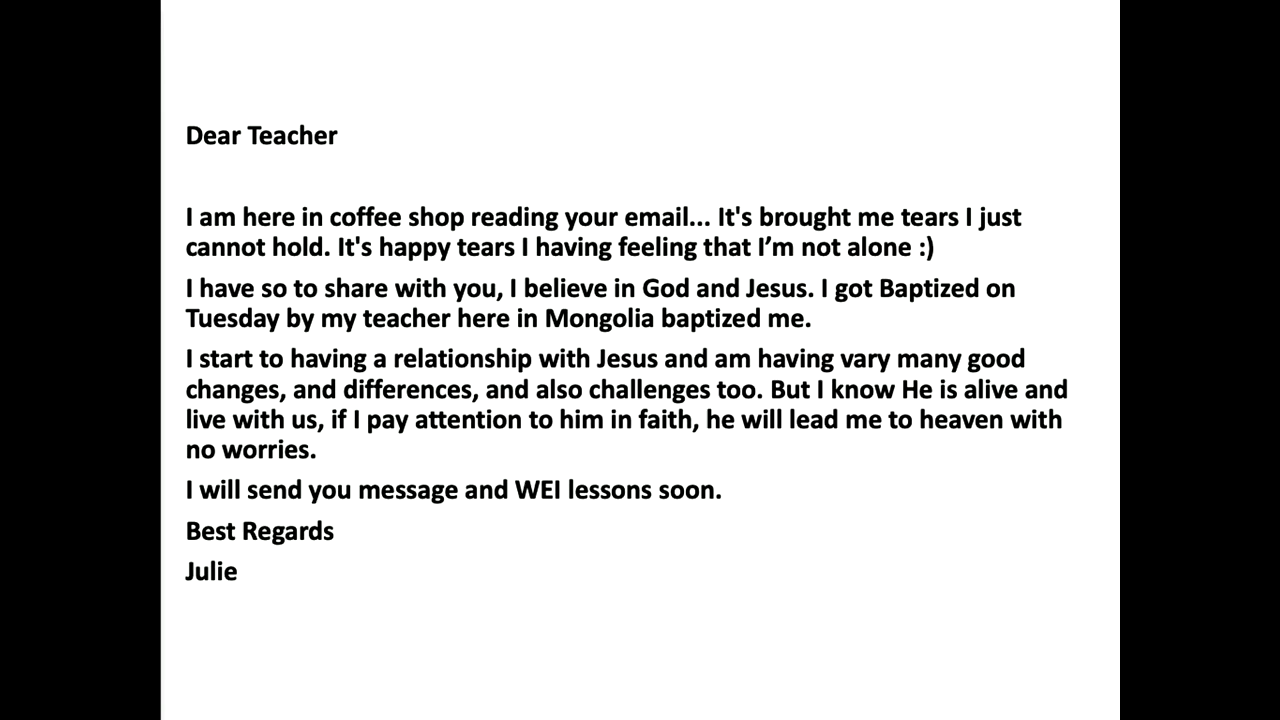 Dear Teacher
I am here in coffee shop reading your email... It's brought me tears I just
cannot hold. It's happy tears I having feeling that I’m not alone :)
I have so to share with you, I believe in God and Jesus. I got Baptized on
Tuesday by my teacher here in Mongolia baptized me.
I start to having a relationship with Jesus and am having vary many good
changes, and differences, and also challenges too. But I know He is alive and
live with us, if I pay attention to him in faith, he will lead me to heaven with
no worries.
I will send you message and WEI lessons soon.
Best Regards
Julie